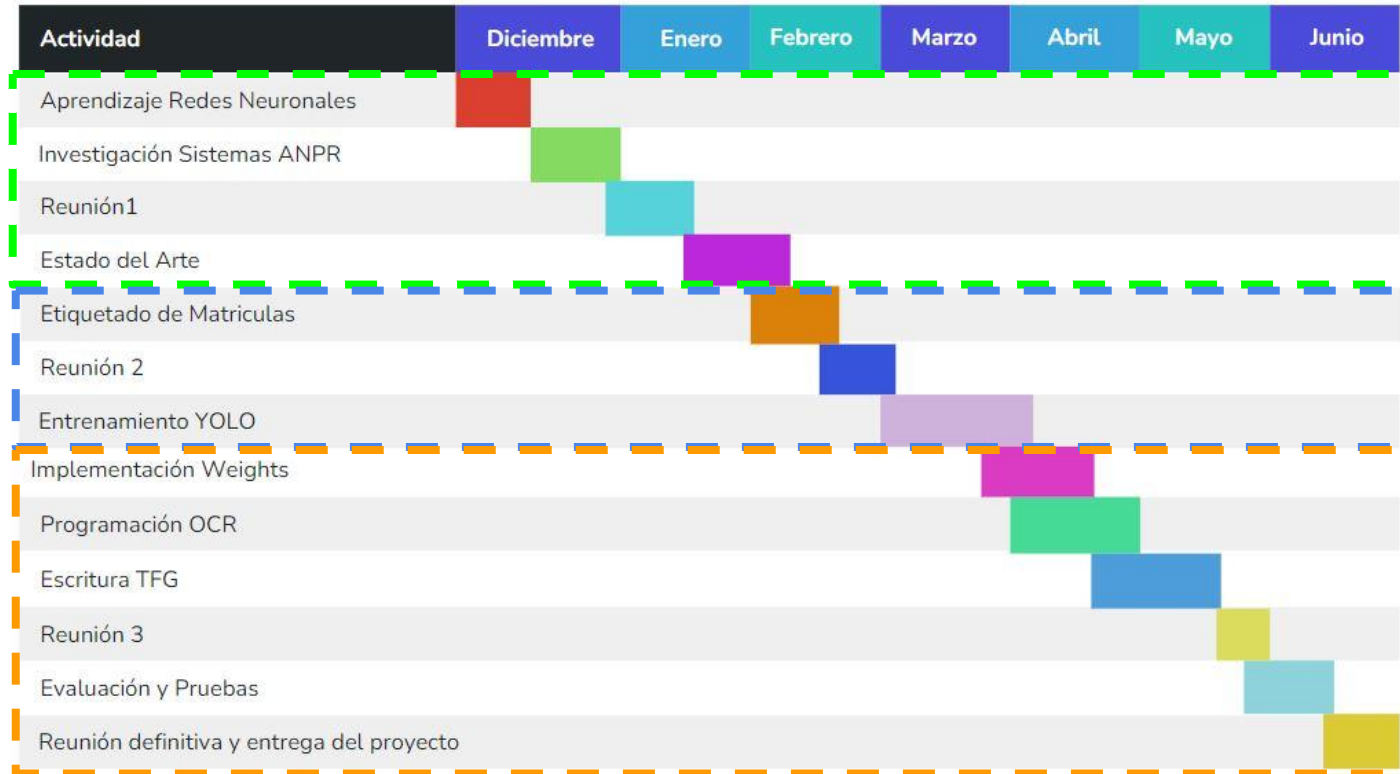 Actividad Diciembre Enero Febrero Marzo Abril Mayo Junio
Aprendizaje Redes Neuronales
Investigación Sistemas ANPR
Reunión1
Estado del Arte
Etiquetado de Matriculas
Reunión 2
Entrenamiento YOLO
Implementación Weights
Programación OCR
Escritura TFG
Reunión 3
Evaluación y Pruebas
Reunión definitiva y entrega del proyecto